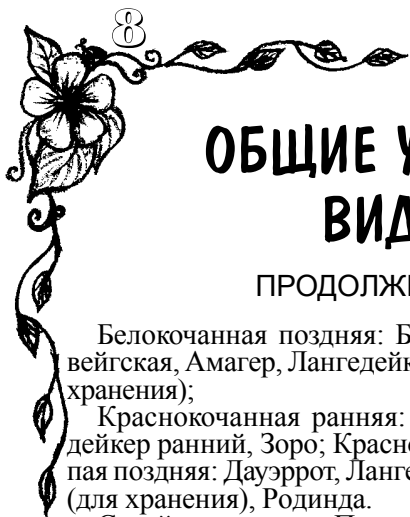 8
ОБЩИЕ
ВИД
ПРОДОЛЖ
Белокочанная поздняя:
вейгская, Амагер, Лангедейк
хранения);
Краснокочанная ранняя:
дейкер ранний, Зоро; Красно
пая поздняя: Дауэррот, Ланге
(для хранения), Родинда.